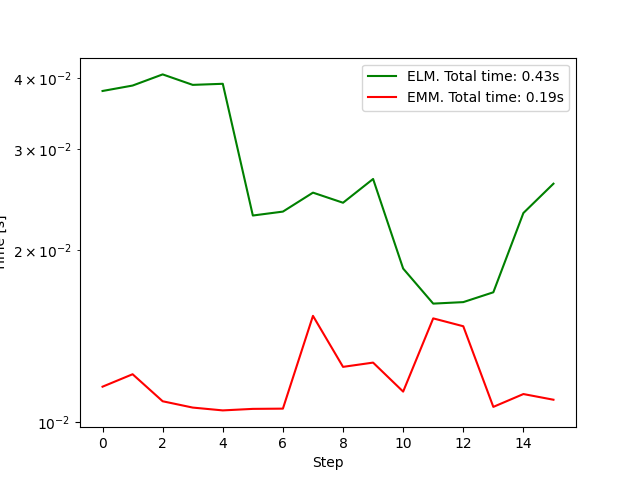 ELM. Total time: 0.43s
EMM. Total time: 0.19s
4 × 10⁻²
3 × 10⁻²
2 × 10⁻²
10⁻²
Time [s]
0 2 4 6 8 10 12 14
Step